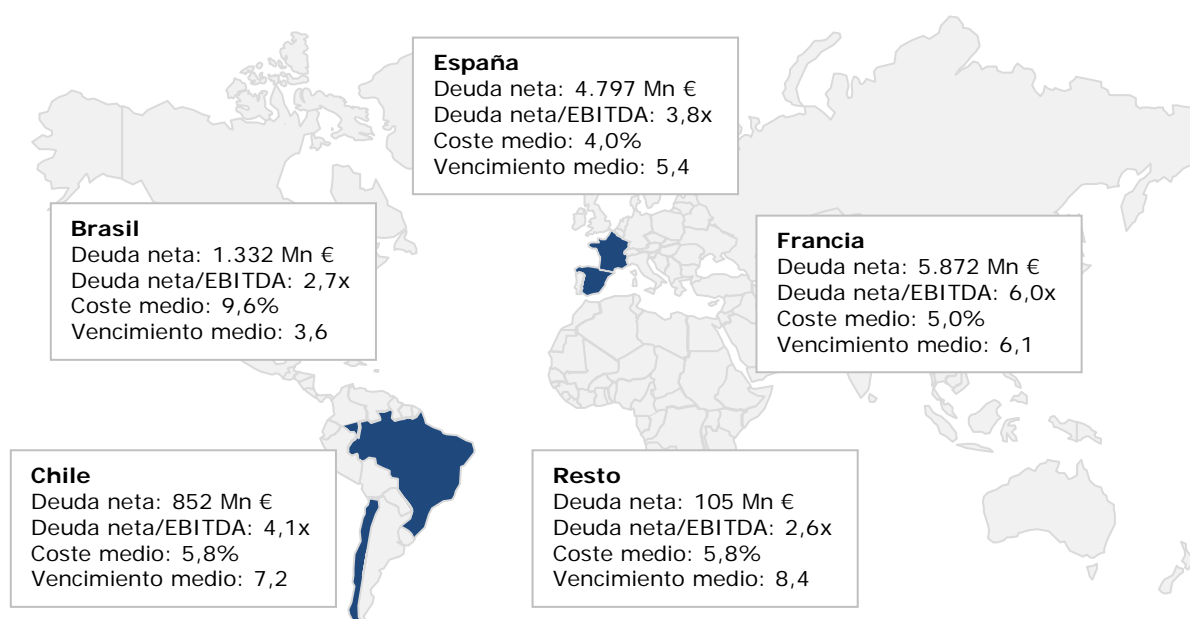 España
Deuda neta: 4.797 Mn €
Deuda neta/EBITDA: 3,8x
Coste medio: 4,0%
Vencimiento medio: 5,4
Brasil
Deuda neta: 1.332 Mn €
Deuda neta/EBITDA: 2,7x
Coste medio: 9,6%
Vencimiento medio: 3,6
Francia
Deuda neta: 5.872 Mn €
Deuda neta/EBITDA: 6,0x
Coste medio: 5,0%
Vencimiento medio: 6,1
Chile
Deuda neta: 852 Mn €
Deuda neta/EBITDA: 4,1x
Coste medio: 5,8%
Vencimiento medio: 7,2
Resto
Deuda neta: 105 Mn €
Deuda neta/EBITDA: 2,6x
Coste medio: 5,8%
Vencimiento medio: 8,4